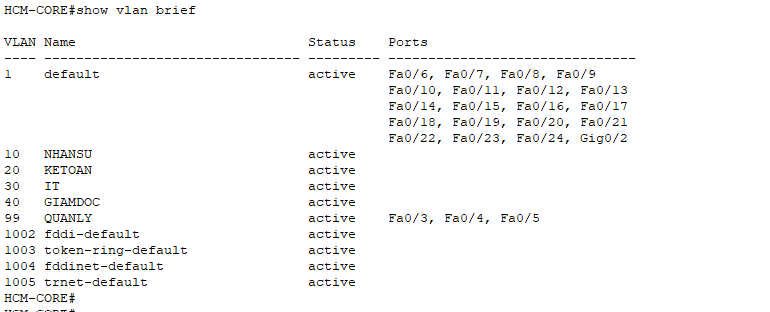 HCM-CORE#show vlan brief
VLAN Name                             Status    Ports
---- -------------------------------- --------- -------------------------------
1    default                          active    Fa0/6, Fa0/7, Fa0/8, Fa0/9
                                                Fa0/10, Fa0/11, Fa0/12, Fa0/13
                                                Fa0/14, Fa0/15, Fa0/16, Fa0/17
                                                Fa0/18, Fa0/19, Fa0/20, Fa0/21
                                                Fa0/22, Fa0/23, Fa0/24, Gig0/2
10   NHANSU                           active
20   KETOAN                           active
30   IT                               active
40   GIAMDOC                          active
99   QUANLY                           active    Fa0/3, Fa0/4, Fa0/5
1002 fddi-default                     active
1003 token-ring-default               active
1004 fddinet-default                  active
1005 trnet-default                    active
HCM-CORE#